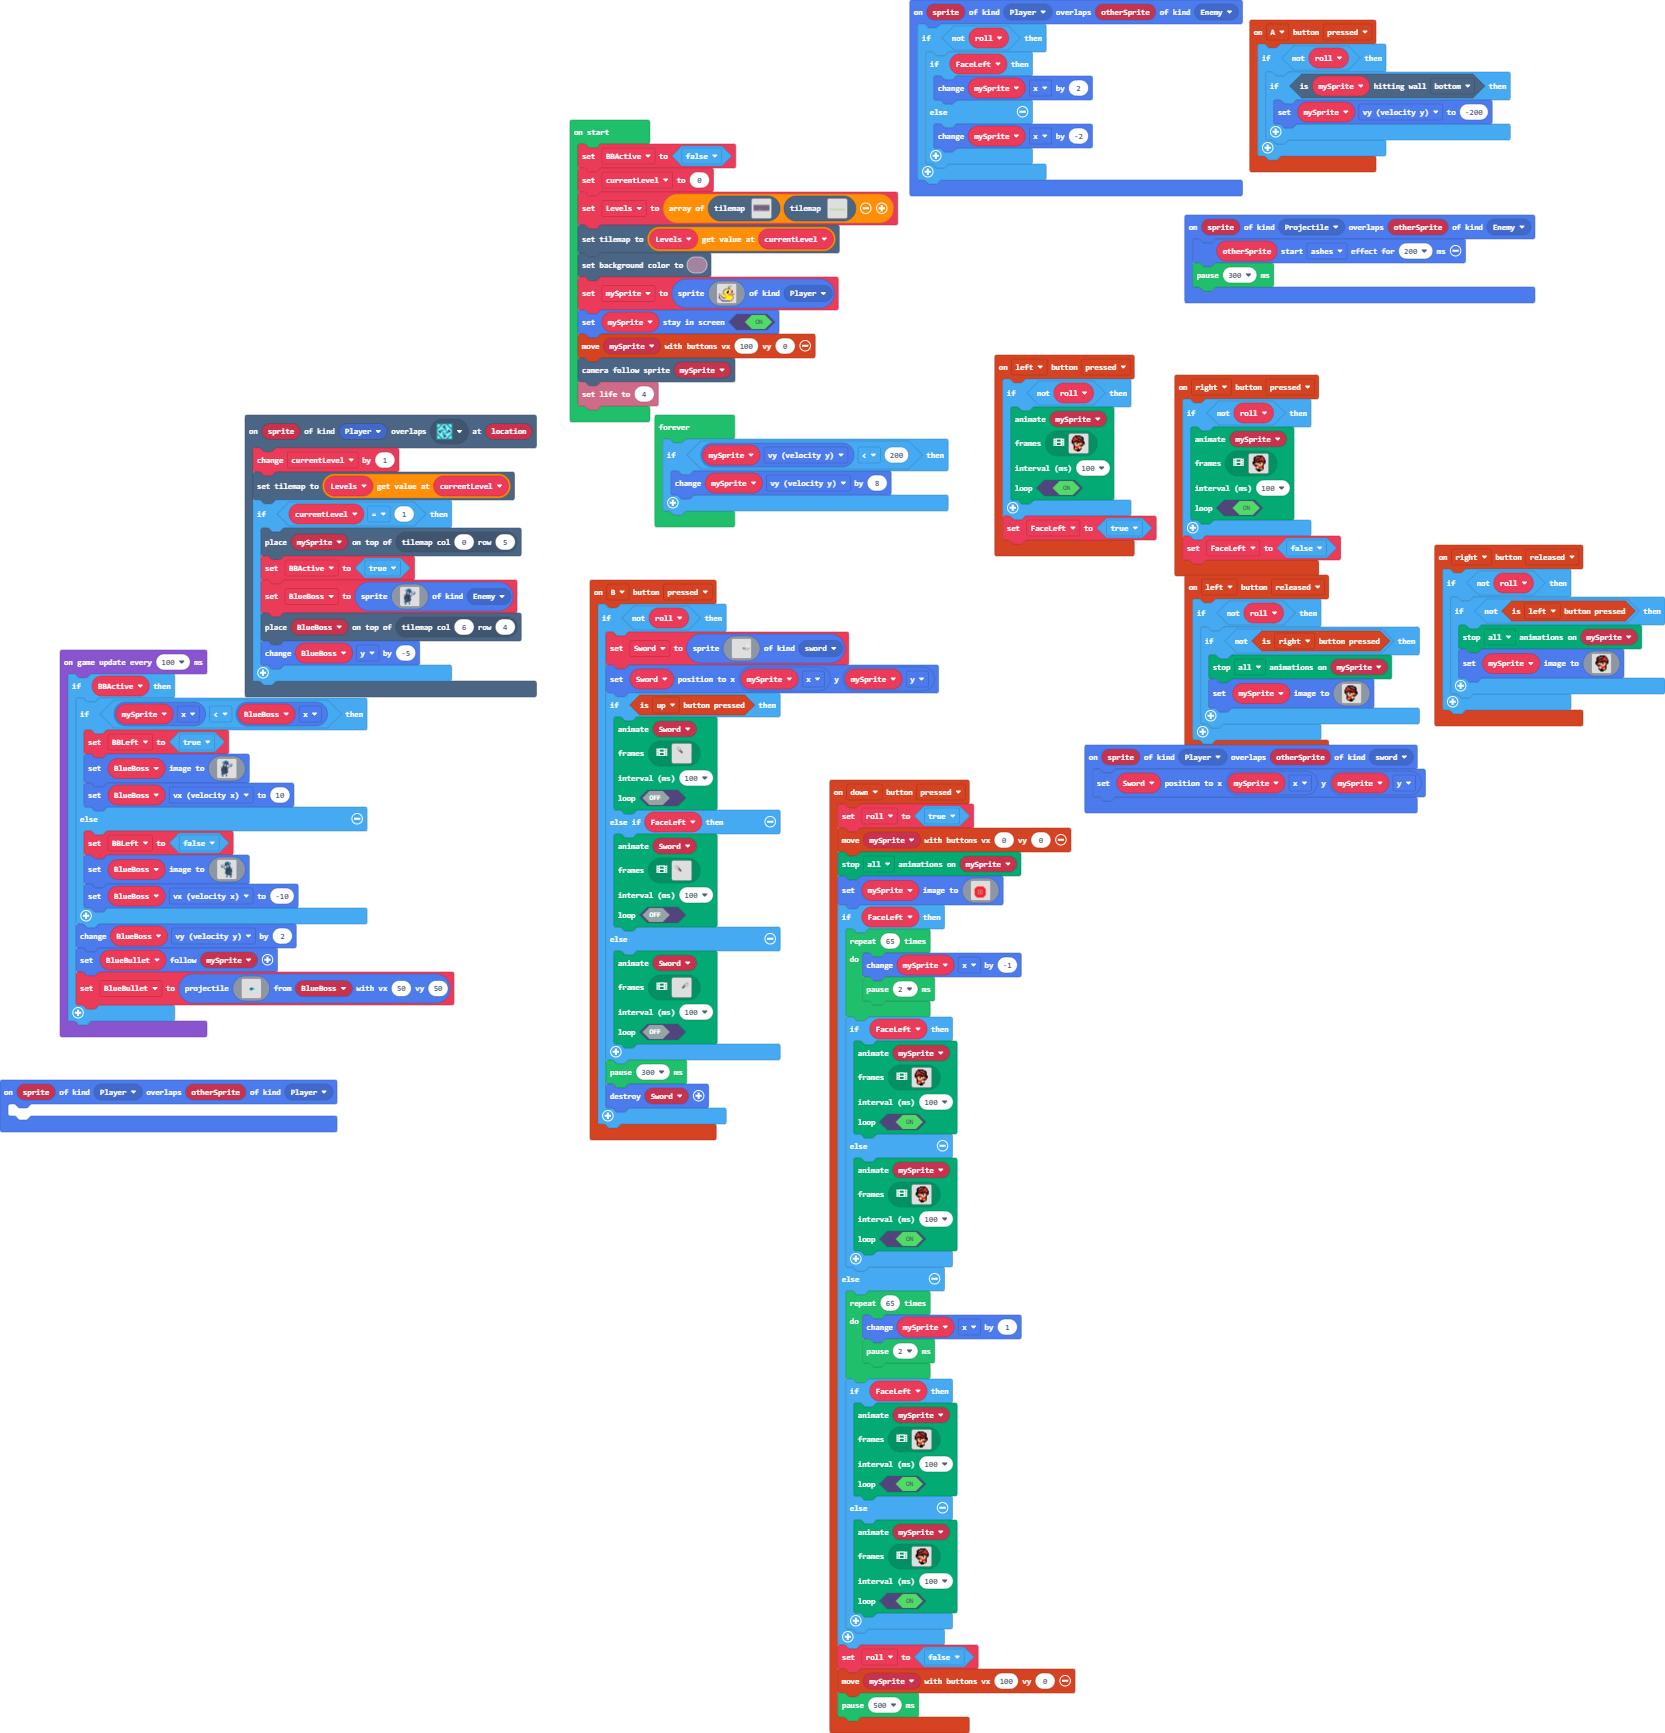 on sprite of kind Player overlaps otherSprite of kind Enemy
if not roll then
if FaceLeft then
change mySprite x by 2
else
change mySprite x by -2
on A button pressed
if not roll then
if is mySprite hitting wall bottom then
set mySprite vy (velocity y) to -200
on start
set BBActive to false
set currentLevel to 0
set Levels to array of tilemap tilemap
set tilemap to Levels get value at currentLevel
set background color to
set mySprite to sprite of kind Player
set mySprite stay in screen ON
move mySprite with buttons vx 100 vy 0
camera follow sprite mySprite
set life to 4
on sprite of kind Projectile overlaps otherSprite of kind Enemy
otherSprite start ashes effect for 200 ms
pause 300 ms
forever
if mySprite vy (velocity y) < 200 then
change mySprite vy (velocity y) by 8
on left button pressed
if not roll then
animate mySprite
frames
interval (ms) 100
loop ON
set FaceLeft to true
on right button pressed
if not roll then
animate mySprite
frames
interval (ms) 100
loop ON
set FaceLeft to false
on left button released
if not roll then
if not is right button pressed then
stop all animations on mySprite
set mySprite image to
on right button released
if not roll then
if not is left button pressed then
stop all animations on mySprite
set mySprite image to
on sprite of kind Player overlaps otherSprite of kind sword
set Sword position to x mySprite x y mySprite y
on sprite of kind Player overlaps at location
change currentLevel by 1
set tilemap to Levels get value at currentLevel
if currentLevel = 1 then
place mySprite on top of tilemap col 0 row 5
set BBActive to true
set BlueBoss to sprite of kind Enemy
place BlueBoss on top of tilemap col 6 row 4
change BlueBoss y by -5
on game update every 100 ms
if BBActive then
if mySprite x < BlueBoss x then
set BBLeft to true
set BlueBoss image to
set BlueBoss vx (velocity x) to 10
else
set BBLeft to false
set BlueBoss image to
set BlueBoss vx (velocity x) to -10
change BlueBoss vy (velocity y) by 2
set BlueBullet follow mySprite
set BlueBullet to projectile from BlueBoss with vx 50 vy 50
on sprite of kind Player overlaps otherSprite of kind Player
on B button pressed
if not roll then
set Sword to sprite of kind sword
set Sword position to x mySprite x y mySprite y
if is up button pressed then
animate Sword
frames
interval (ms) 100
loop OFF
else if FaceLeft then
animate Sword
frames
interval (ms) 100
loop OFF
else
animate Sword
frames
interval (ms) 100
loop OFF
pause 300 ms
destroy Sword
on down button pressed
set roll to true
move mySprite with buttons vx 0 vy 0
stop all animations on mySprite
set mySprite image to
if FaceLeft then
repeat 65 times
do change mySprite x by -1
pause 2 ms
if FaceLeft then
animate mySprite
frames
interval (ms) 100
loop ON
else
animate mySprite
frames
interval (ms) 100
loop ON
else
repeat 65 times
do change mySprite x by 1
pause 2 ms
if FaceLeft then
animate mySprite
frames
interval (ms) 100
loop ON
else
animate mySprite
frames
interval (ms) 100
loop ON
set roll to false
move mySprite with buttons vx 100 vy 0
pause 500 ms